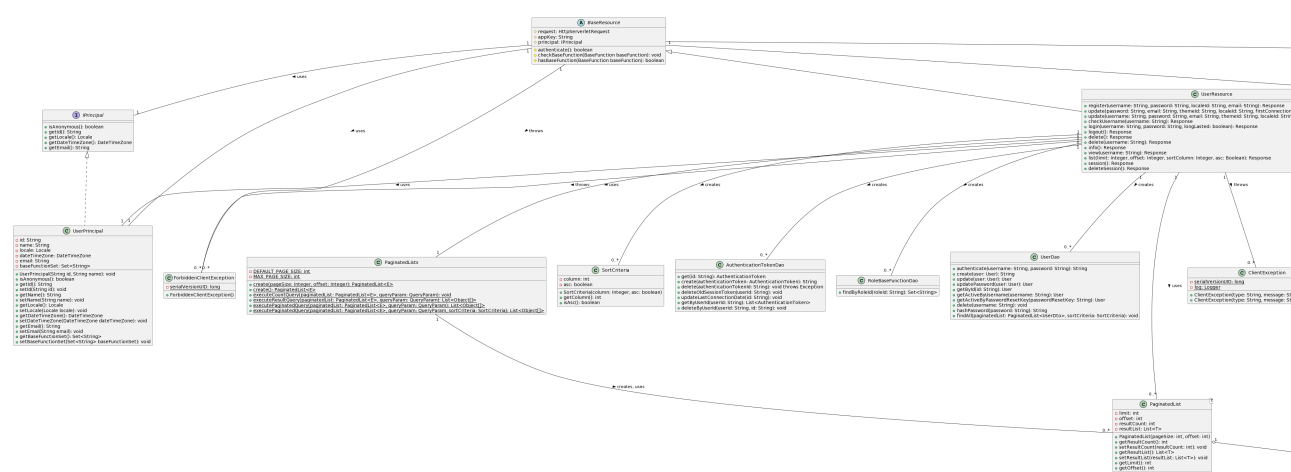 BaseResource
request: HttpServerletRequest
appKey: String
principal: IPrincipal
authenticate(): boolean
checkBaseFunction(BaseFunction baseFunction): void
hasBaseFunction(BaseFunction baseFunction): boolean
uses
uses
throws
IPrincipal
isAnonymous(): boolean
getId(): String
getLocale(): Locale
getDateTimeZone(): DateTimeZone
getEmail(): String
UserResource
register(username: String, password: String, localeId: String, email: String): Response
update(password: String, email: String, themeId: String, localeId: String, firstConnection
update(username: String, password: String, email: String, themeId: String, localeId: Strin
checkUsername(username: String): Response
login(username: String, password: String, longLasted: boolean): Response
logout(): Response
delete(): Response
delete(username: String): Response
info(): Response
view(username: String): Response
list(limit: Integer, offset: Integer, sortColumn: Integer, asc: Boolean): Response
session(): Response
deleteSession(): Response
uses
throws
uses
creates
creates
creates
creates
throws
UserPrincipal
id: String
name: String
locale: Locale
dateTimeZone: DateTimeZone
email: String
baseFunctionSet: Set<String>
UserPrincipal(String id, String name): void
isAnonymous(): boolean
getId(): String
setId(String id): void
getName(): String
setName(String name): void
getLocale(): Locale
setLocale(Locale locale): void
getDateTimeZone(): DateTimeZone
setDateTimeZone(DateTimeZone dateTimeZone): void
getEmail(): String
setEmail(String email): void
getBaseFunctionSet(): Set<String>
setBaseFunctionSet(Set<String> baseFunctionSet): void
ForbiddenClientException
serialVersionUID: long
ForbiddenClientException()
PaginatedLists
DEFAULT_PAGE_SIZE: int
MAX_PAGE_SIZE: int
create(pageSize: Integer, offset: Integer): PaginatedList<E>
create(): PaginatedList<E>
executeCountQuery(paginatedList: PaginatedList<E>, queryParam: QueryParam): void
executeResultQuery(paginatedList: PaginatedList<E>, queryParam: QueryParam): List<Object[]>
executePaginatedQuery(paginatedList: PaginatedList<E>, queryParam: QueryParam): List<Object[]>
executePaginatedQuery(paginatedList: PaginatedList<E>, queryParam: QueryParam, sortCriteria: SortCriteria): List<Object[]>
SortCriteria
column: int
asc: boolean
SortCriteria(column: Integer, asc: boolean)
getColumn(): int
isAsc(): boolean
AuthenticationTokenDao
get(id: String): AuthenticationToken
create(authenticationToken: AuthenticationToken): String
delete(authenticationTokenId: String): void throws Exception
deleteOldSessionToken(userId: String): void
updateLastConnectionDate(id: String): void
getByUserId(userId: String): List<AuthenticationToken>
deleteByUserId(userId: String, id: String): void
RoleBaseFunctionDao
findByRoleId(roleId: String): Set<String>
UserDao
authenticate(username: String, password: String): String
create(user: User): String
update(user: User): User
updatePassword(user: User): User
getById(id: String): User
getActiveByUsername(username: String): User
getActiveByPasswordResetKey(passwordResetKey: String): User
delete(username: String): void
hashPassword(password: String): String
findAll(paginatedList: PaginatedList<UserDto>, sortCriteria: SortCriteria): void
ClientException
serialVersionUID: long
log: Logger
ClientException(type: String, message: St
ClientException(type: String, message: St
uses
creates, uses
PaginatedList
limit: int
offset: int
resultCount: int
resultList: List<T>
PaginatedList(pageSize: int, offset: int)
getResultCount(): int
setResultCount(resultCount: int): void
getResultList(): List<T>
setResultList(resultList: List<T>): void
getLimit(): int
getOffset(): int